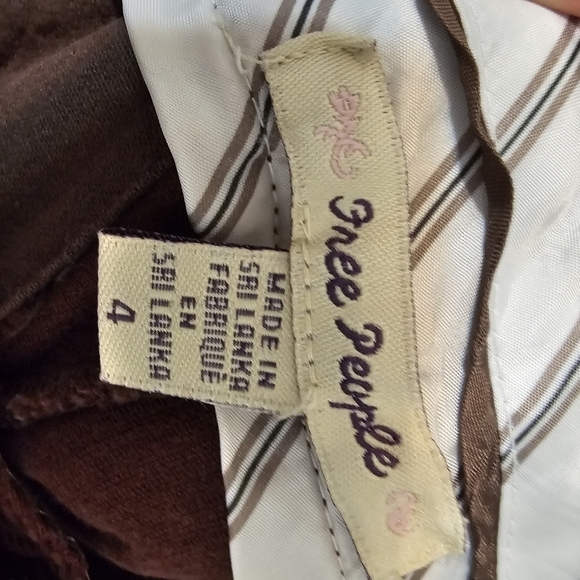 Free People
MADE IN
SRI LANKA
FABRIQUÉ
EN
SRI LANKA
4